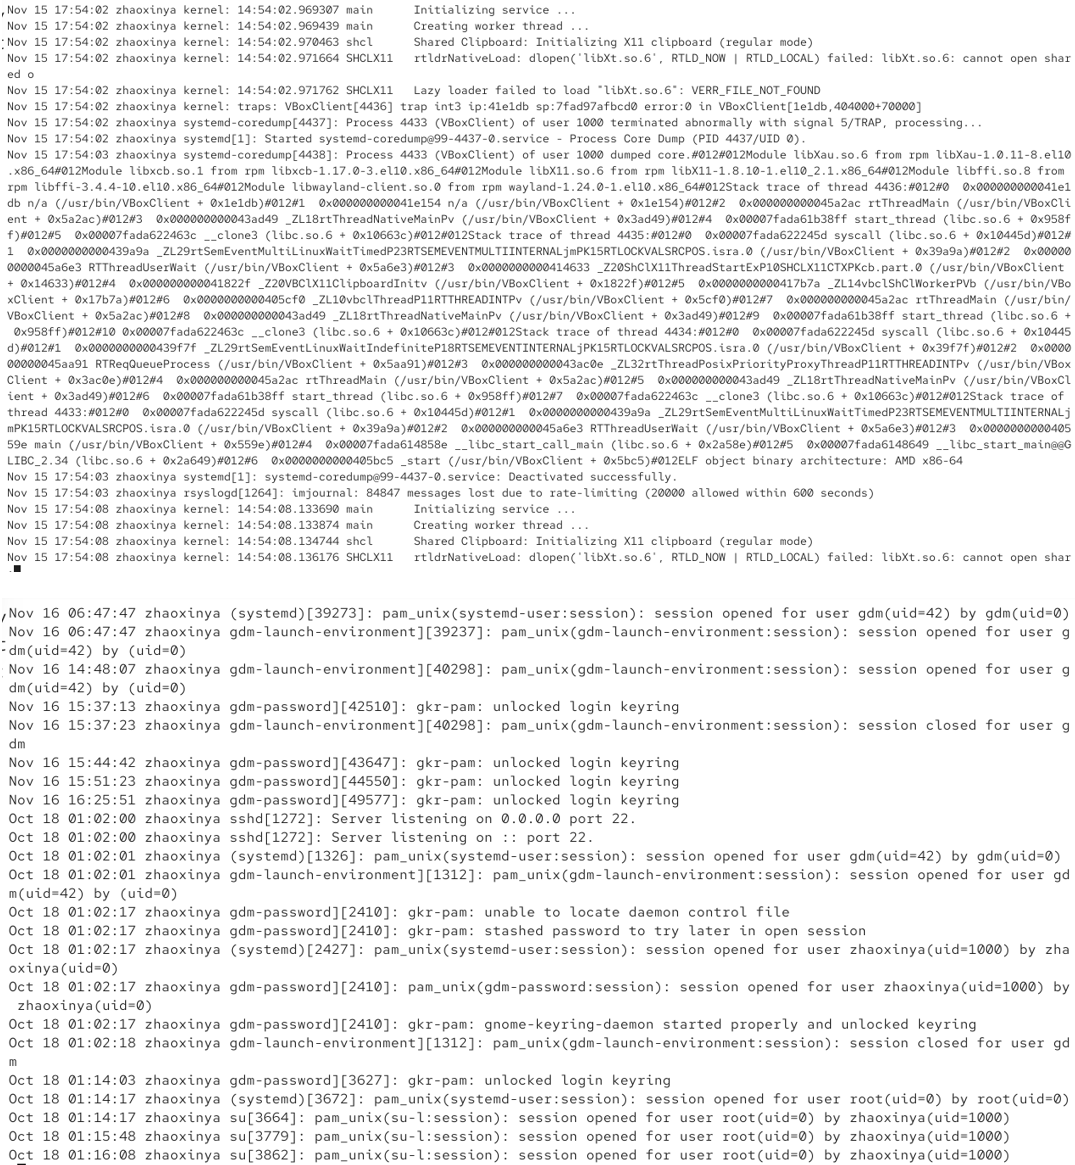 Nov 15 17:54:02 zhaoxinya kernel: 14:54:02.969307 main     Initializing service ...
Nov 15 17:54:02 zhaoxinya kernel: 14:54:02.969439 main     Creating worker thread ...
Nov 15 17:54:02 zhaoxinya kernel: 14:54:02.970463 shcl     Shared Clipboard: Initializing X11 clipboard (regular mode)
Nov 15 17:54:02 zhaoxinya kernel: 14:54:02.971664 SHCLX11  rtldrNativeLoad: dlopen('libXt.so.6', RTLD_NOW | RTLD_LOCAL) failed: libXt.so.6: cannot open shar
ed o
Nov 15 17:54:02 zhaoxinya kernel: 14:54:02.971762 SHCLX11  Lazy loader failed to load "libXt.so.6": VERR_FILE_NOT_FOUND
Nov 15 17:54:02 zhaoxinya kernel: traps: VBoxClient[4436] trap int3 ip:41e1db sp:7fad97afbcd0 error:0 in VBoxClient[1e1db,404000+70000]
Nov 15 17:54:02 zhaoxinya systemd-coredump[4437]: Process 4433 (VBoxClient) of user 1000 terminated abnormally with signal 5/TRAP, processing...
Nov 15 17:54:02 zhaoxinya systemd[1]: Started systemd-coredump@99-4437-0.service - Process Core Dump (PID 4437/UID 0).
Nov 15 17:54:03 zhaoxinya systemd-coredump[4438]: Process 4433 (VBoxClient) of user 1000 dumped core.#012#012Module libXau.so.6 from rpm libXau-1.0.11-8.el10
.x86_64#012Module libxcb.so.1 from rpm libxcb-1.17.0-3.el10.x86_64#012Module libX11.so.6 from rpm libX11-1.8.10-1.el10_2.1.x86_64#012Module libffi.so.8 from
rpm libffi-3.4.4-10.el10.x86_64#012Module libwayland-client.so.0 from rpm wayland-1.24.0-1.el10.x86_64#012Stack trace of thread 4436:#012#0  0x000000000041e1
db n/a (/usr/bin/VBoxClient + 0x1e1db)#012#1  0x000000000041e154 n/a (/usr/bin/VBoxClient + 0x1e154)#012#2  0x000000000045a2ac rtThreadMain (/usr/bin/VBoxCli
ent + 0x5a2ac)#012#3  0x000000000043ad49 _ZL18rtThreadNativeMainPv (/usr/bin/VBoxClient + 0x3ad49)#012#4  0x00007fada61b38ff start_thread (libc.so.6 + 0x958f
f)#012#5  0x00007fada622463c __clone3 (libc.so.6 + 0x10663c)#012#012Stack trace of thread 4435:#012#0  0x00007fada622245d syscall (libc.so.6 + 0x10445d)#012#
1  0x0000000000439a9a _ZL29rtSemEventMultiLinuxWaitTimedP23RTSEMEVENTMULTIINTERNALjmPK15RTLOCKVALSRCPOS.isra.0 (/usr/bin/VBoxClient + 0x39a9a)#012#2  0x00000
0000045a6e3 RTThreadUserWait (/usr/bin/VBoxClient + 0x5a6e3)#012#3  0x0000000000414633 _Z20ShClX11ThreadStartExP10SHCLX11CTXPKcb.part.0 (/usr/bin/VBoxClient
+ 0x14633)#012#4  0x000000000041822f _Z20VBClX11ClipboardInitv (/usr/bin/VBoxClient + 0x1822f)#012#5  0x0000000000417b7a _ZL14vbclShClWorkerPVb (/usr/bin/VBo
xClient + 0x17b7a)#012#6  0x0000000000405cf0 _ZL10vbclThreadP11RTTHREADINTPv (/usr/bin/VBoxClient + 0x5cf0)#012#7  0x000000000045a2ac rtThreadMain (/usr/bin/
VBoxClient + 0x5a2ac)#012#8  0x000000000043ad49 _ZL18rtThreadNativeMainPv (/usr/bin/VBoxClient + 0x3ad49)#012#9  0x00007fada61b38ff start_thread (libc.so.6 +
0x958ff)#012#10 0x00007fada622463c __clone3 (libc.so.6 + 0x10663c)#012#012Stack trace of thread 4434:#012#0  0x00007fada622245d syscall (libc.so.6 + 0x10445
d)#012#1  0x0000000000439f7f _ZL29rtSemEventLinuxWaitIndefiniteP18RTSEMEVENTINTERNALjPK15RTLOCKVALSRCPOS.isra.0 (/usr/bin/VBoxClient + 0x39f7f)#012#2  0x0000
00000045aa91 RTReqQueueProcess (/usr/bin/VBoxClient + 0x5aa91)#012#3  0x000000000043ac0e _ZL32rtThreadPosixPriorityProxyThreadP11RTTHREADINTPv (/usr/bin/VBox
Client + 0x3ac0e)#012#4  0x000000000045a2ac rtThreadMain (/usr/bin/VBoxClient + 0x5a2ac)#012#5  0x000000000043ad49 _ZL18rtThreadNativeMainPv (/usr/bin/VBoxCl
ient + 0x3ad49)#012#6  0x00007fada61b38ff start_thread (libc.so.6 + 0x958ff)#012#7  0x00007fada622463c __clone3 (libc.so.6 + 0x10663c)#012#012Stack trace of
thread 4433:#012#0  0x00007fada622245d syscall (libc.so.6 + 0x10445d)#012#1  0x0000000000439a9a _ZL29rtSemEventMultiLinuxWaitTimedP23RTSEMEVENTMULTIINTERNALj
mPK15RTLOCKVALSRCPOS.isra.0 (/usr/bin/VBoxClient + 0x39a9a)#012#2  0x000000000045a6e3 RTThreadUserWait (/usr/bin/VBoxClient + 0x5a6e3)#012#3  0x0000000000405
59e main (/usr/bin/VBoxClient + 0x559e)#012#4  0x00007fada614858e __libc_start_call_main (libc.so.6 + 0x2a58e)#012#5  0x00007fada6148649 __libc_start_main@@G
LIBC_2.34 (libc.so.6 + 0x2a649)#012#6  0x0000000000405bc5 _start (/usr/bin/VBoxClient + 0x5bc5)#012ELF object binary architecture: AMD x86-64
Nov 15 17:54:03 zhaoxinya systemd[1]: systemd-coredump@99-4437-0.service: Deactivated successfully.
Nov 15 17:54:03 zhaoxinya rsyslogd[1264]: imjournal: 84847 messages lost due to rate-limiting (20000 allowed within 600 seconds)
Nov 15 17:54:08 zhaoxinya kernel: 14:54:08.133690 main     Initializing service ...
Nov 15 17:54:08 zhaoxinya kernel: 14:54:08.133874 main     Creating worker thread ...
Nov 15 17:54:08 zhaoxinya kernel: 14:54:08.134744 shcl     Shared Clipboard: Initializing X11 clipboard (regular mode)
Nov 15 17:54:08 zhaoxinya kernel: 14:54:08.136176 SHCLX11  rtldrNativeLoad: dlopen('libXt.so.6', RTLD_NOW | RTLD_LOCAL) failed: libXt.so.6: cannot open shar
Nov 16 06:47:47 zhaoxinya (systemd)[39273]: pam_unix(systemd-user:session): session opened for user gdm(uid=42) by gdm(uid=0)
Nov 16 06:47:47 zhaoxinya gdm-launch-environment][39237]: pam_unix(gdm-launch-environment:session): session opened for user g
dm(uid=42) by (uid=0)
Nov 16 14:48:07 zhaoxinya gdm-launch-environment][40298]: pam_unix(gdm-launch-environment:session): session opened for user g
dm(uid=42) by (uid=0)
Nov 16 15:37:13 zhaoxinya gdm-password][42510]: gkr-pam: unlocked login keyring
Nov 16 15:37:23 zhaoxinya gdm-launch-environment][40298]: pam_unix(gdm-launch-environment:session): session closed for user g
dm
Nov 16 15:44:42 zhaoxinya gdm-password][43647]: gkr-pam: unlocked login keyring
Nov 16 15:51:23 zhaoxinya gdm-password][44550]: gkr-pam: unlocked login keyring
Nov 16 16:25:51 zhaoxinya gdm-password][49577]: gkr-pam: unlocked login keyring
Oct 18 01:02:00 zhaoxinya sshd[1272]: Server listening on 0.0.0.0 port 22.
Oct 18 01:02:00 zhaoxinya sshd[1272]: Server listening on :: port 22.
Oct 18 01:02:01 zhaoxinya (systemd)[1326]: pam_unix(systemd-user:session): session opened for user gdm(uid=42) by gdm(uid=0)
Oct 18 01:02:01 zhaoxinya gdm-launch-environment][1312]: pam_unix(gdm-launch-environment:session): session opened for user gd
m(uid=42) by (uid=0)
Oct 18 01:02:17 zhaoxinya gdm-password][2410]: gkr-pam: unable to locate daemon control file
Oct 18 01:02:17 zhaoxinya gdm-password][2410]: gkr-pam: stashed password to try later in open session
Oct 18 01:02:17 zhaoxinya (systemd)[2427]: pam_unix(systemd-user:session): session opened for user zhaoxinya(uid=1000) by zha
oxinya(uid=0)
Oct 18 01:02:17 zhaoxinya gdm-password][2410]: pam_unix(gdm-password:session): session opened for user zhaoxinya(uid=1000) by
zhaoxinya(uid=0)
Oct 18 01:02:17 zhaoxinya gdm-password][2410]: gkr-pam: gnome-keyring-daemon started properly and unlocked keyring
Oct 18 01:02:18 zhaoxinya gdm-launch-environment][1312]: pam_unix(gdm-launch-environment:session): session closed for user gd
m
Oct 18 01:14:03 zhaoxinya gdm-password][3627]: gkr-pam: unlocked login keyring
Oct 18 01:14:17 zhaoxinya (systemd)[3672]: pam_unix(systemd-user:session): session opened for user root(uid=0) by root(uid=0)
Oct 18 01:14:17 zhaoxinya su[3664]: pam_unix(su-l:session): session opened for user root(uid=0) by zhaoxinya(uid=1000)
Oct 18 01:15:48 zhaoxinya su[3779]: pam_unix(su-l:session): session opened for user root(uid=0) by zhaoxinya(uid=1000)
Oct 18 01:16:08 zhaoxinya su[3862]: pam_unix(su-l:session): session opened for user root(uid=0) by zhaoxinya(uid=1000)